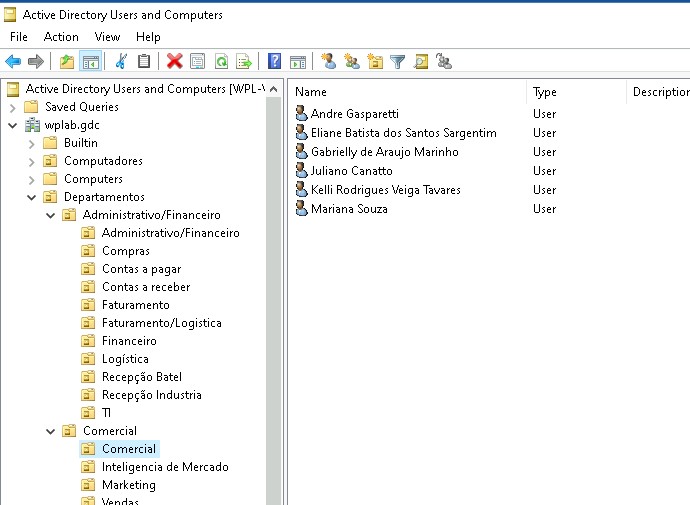 Active Directory Users and Computers
File Action View Help
Active Directory Users and Computers [WPL-
Saved Queries
wplab.gdc
Builtin
Computadores
Computers
Departamentos
Administrativo/Financeiro
Administrativo/Financeiro
Compras
Contas a pagar
Contas a receber
Faturamento
Faturamento/Logistica
Financeiro
Logística
Recepção Batel
Recepção Industria
TI
Comercial
Comercial
Inteligencia de Mercado
Marketing
Vendas
Name Type Description
Andre Gasparetti User
Eliane Batista dos Santos Sargentim User
Gabrielly de Araujo Marinho User
Juliano Canatto User
Kelli Rodrigues Veiga Tavares User
Mariana Souza User